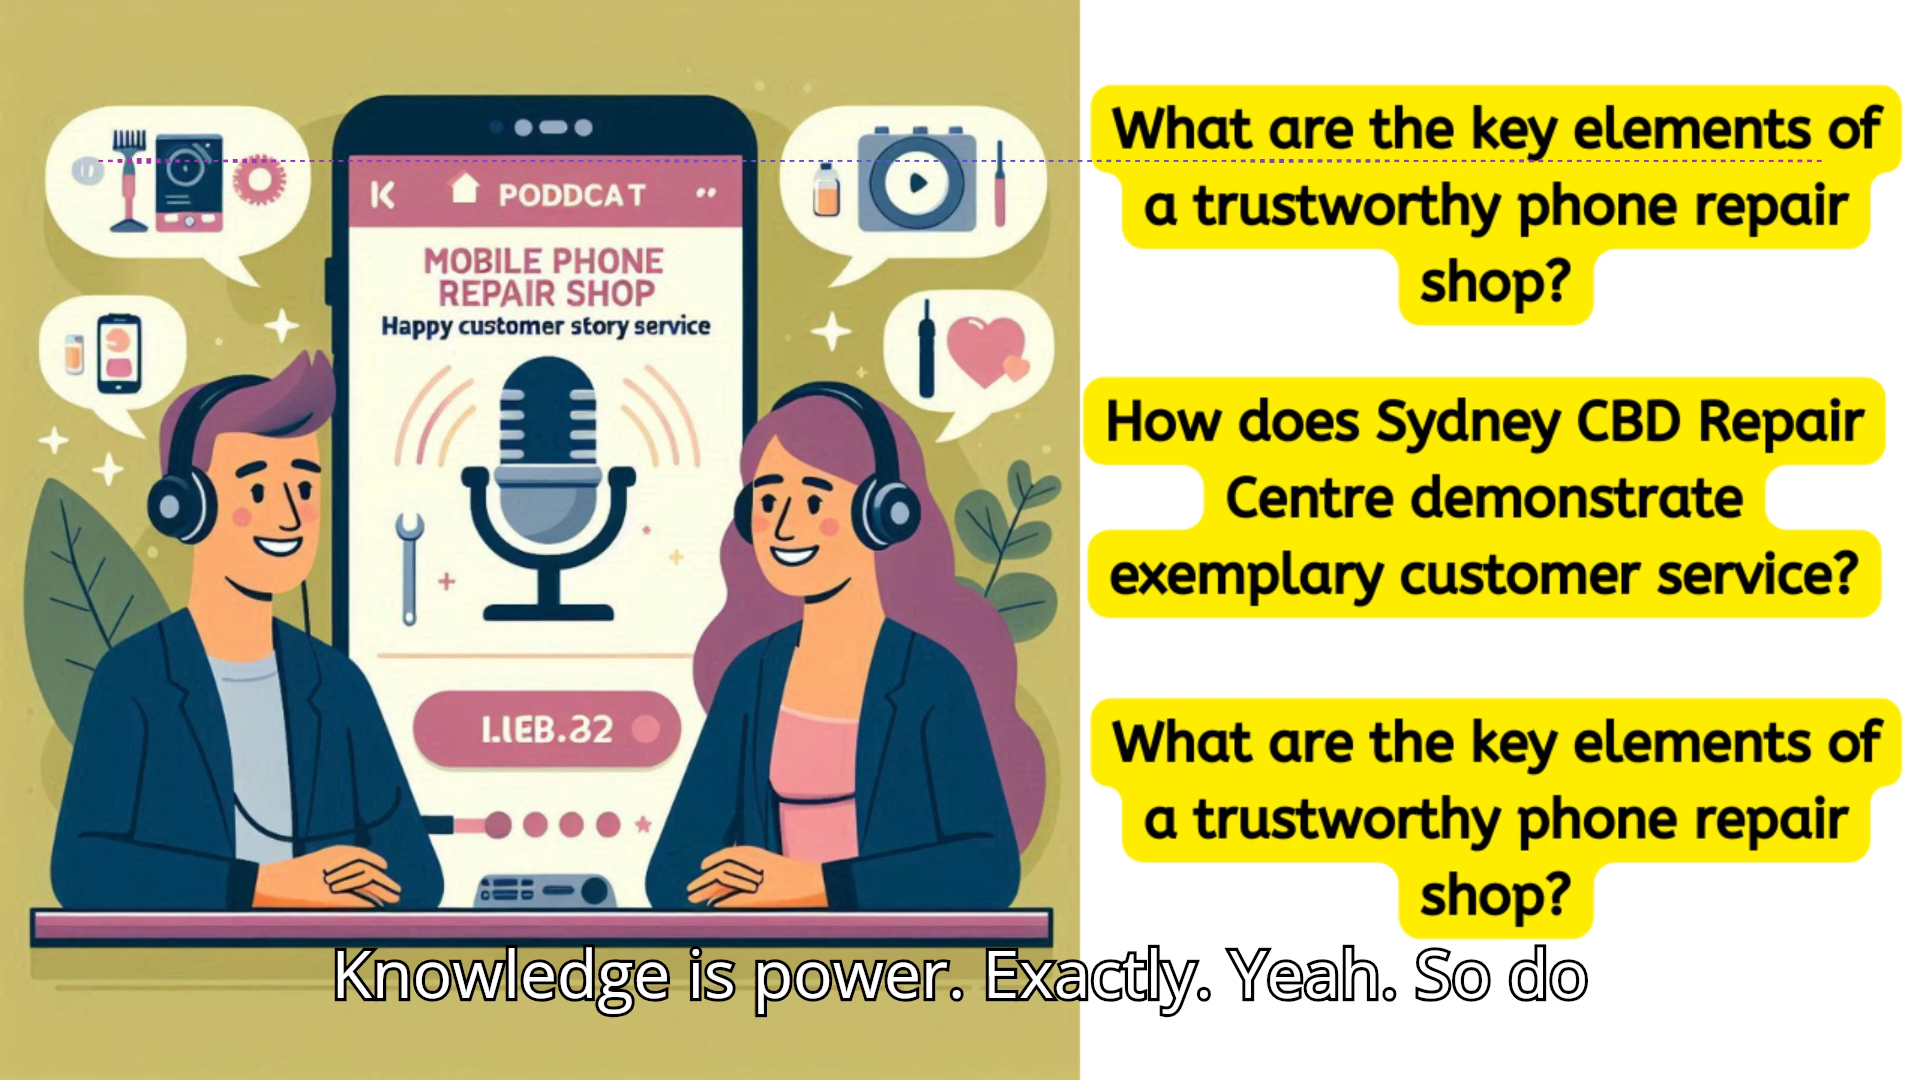 PODDCAT
MOBILE PHONE
REPAIR SHOP
Happy customer story service
What are the key elements of
a trustworthy phone repair
shop?
How does Sydney CBD Repair
Centre demonstrate
exemplary customer service?
What are the key elements of
a trustworthy phone repair
shop?
Knowledge is power. Exactly. Yeah. So do